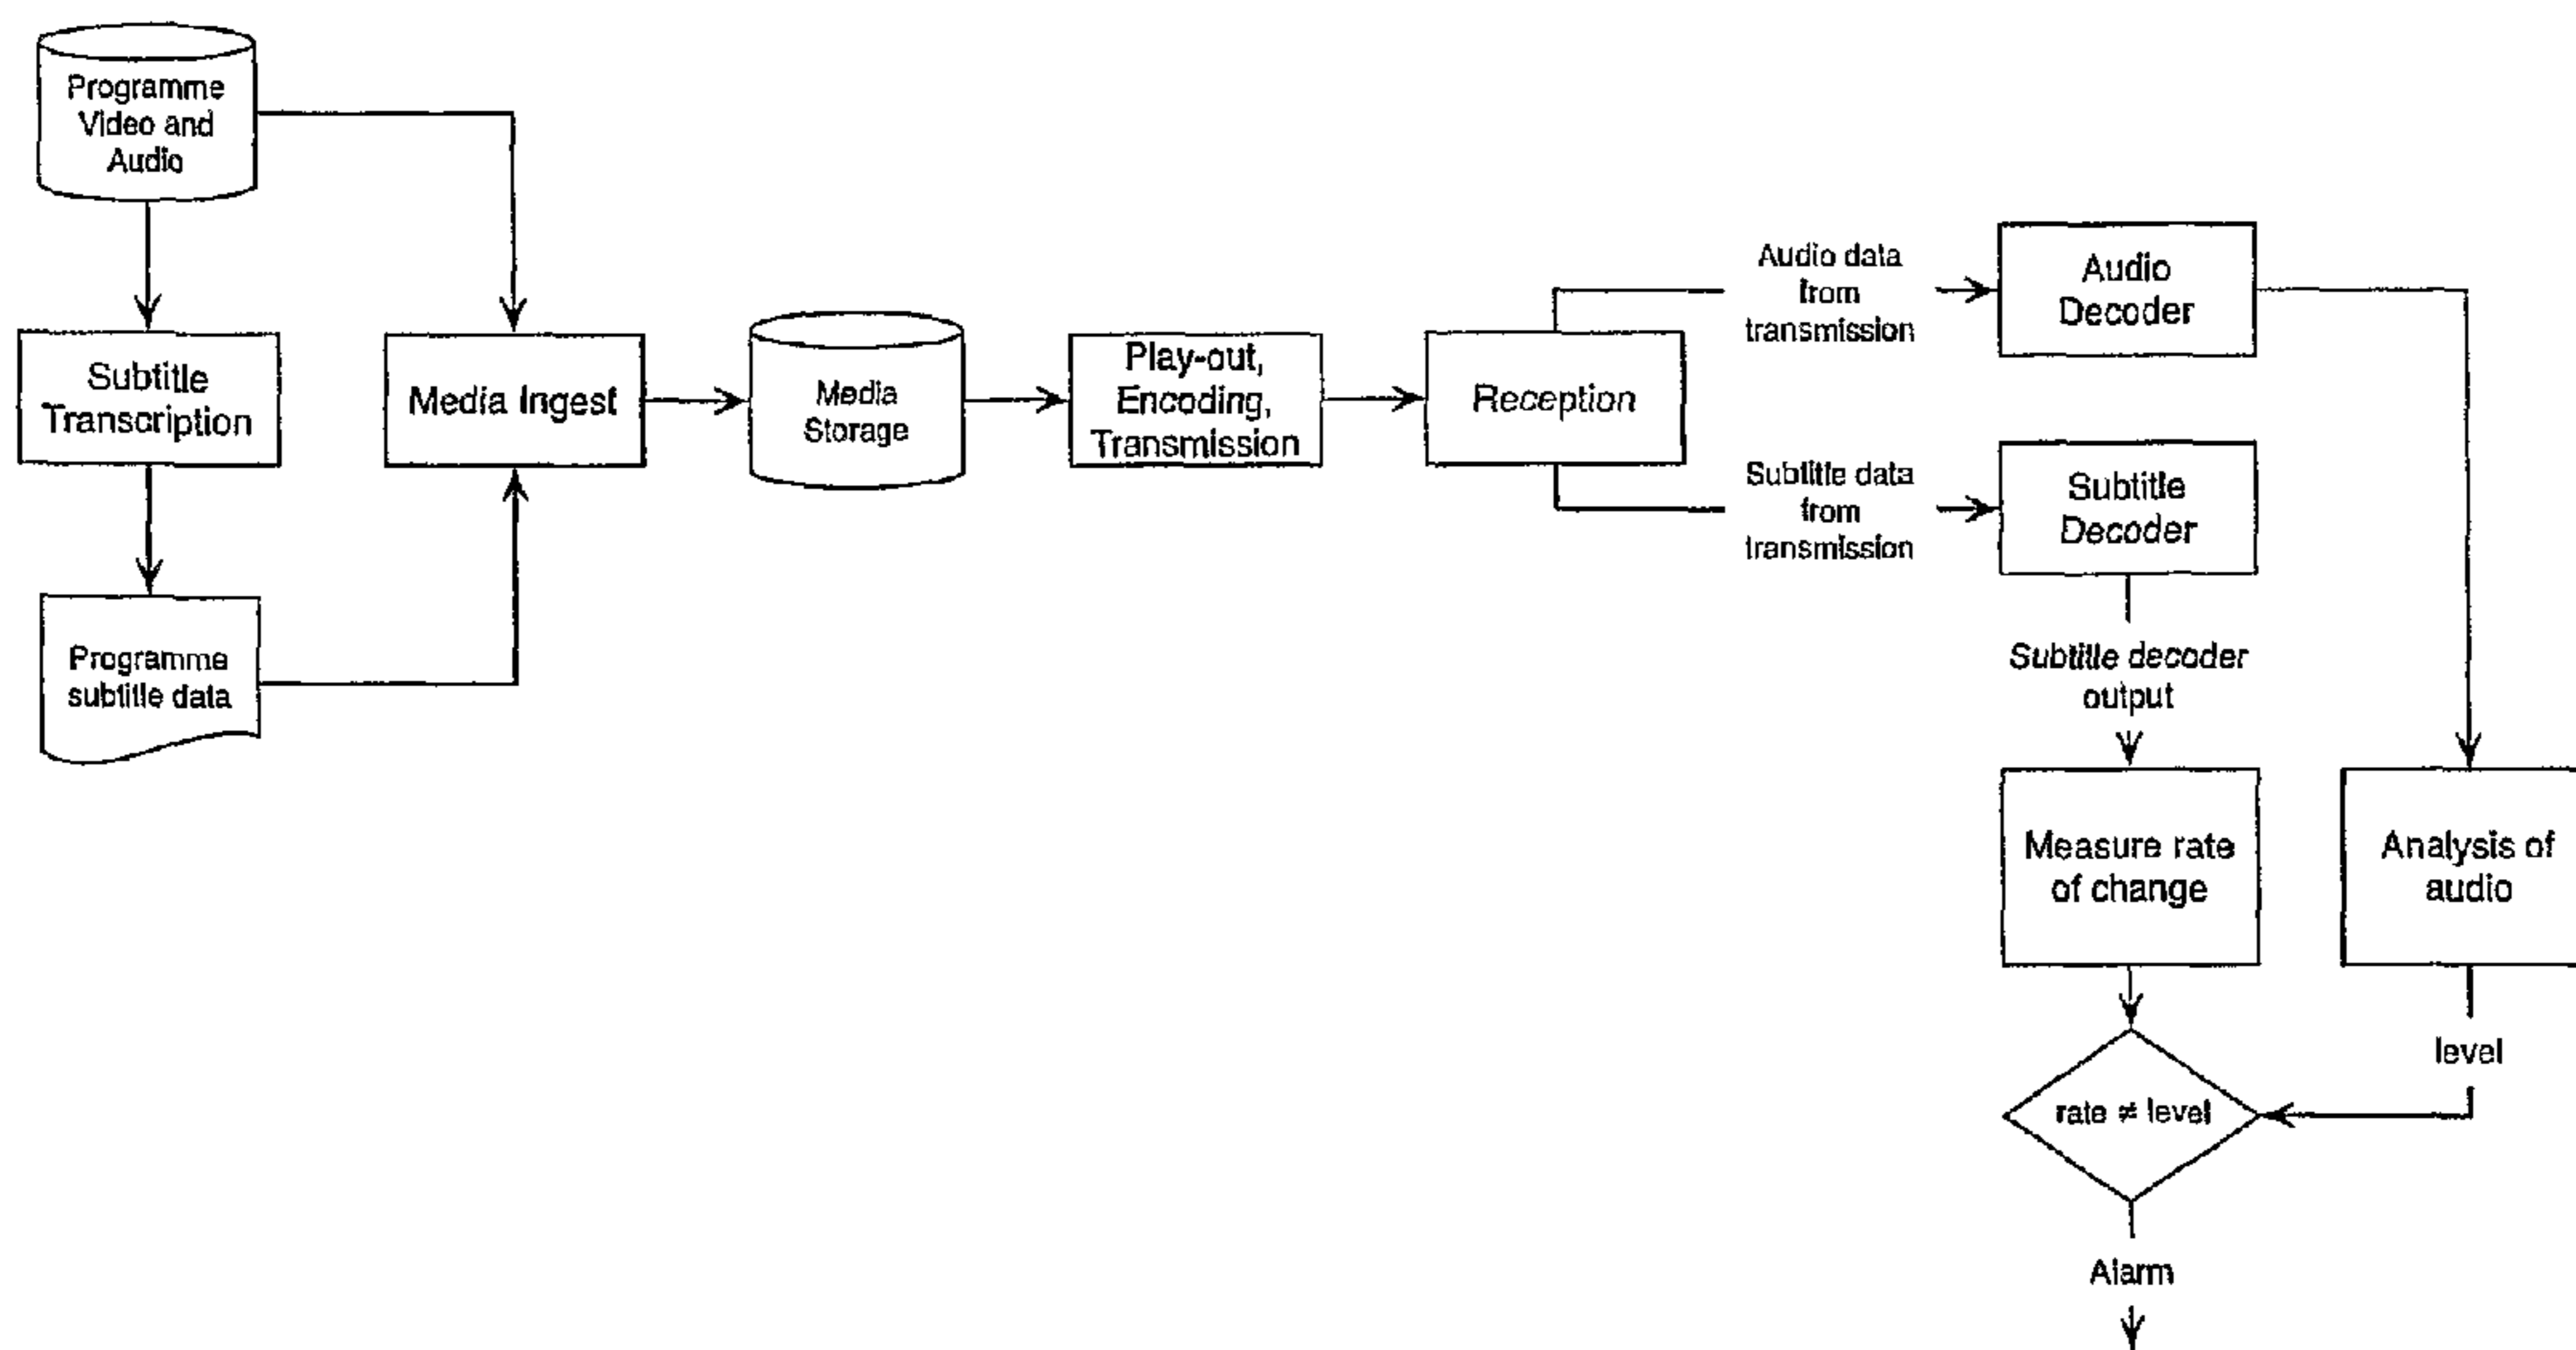 Programme
Video and
Audio
Subtitle
Transcription
Programme
subtitle data
Media Ingest
Media
Storage
Play-out,
Encoding,
Transmission
Reception
Audio data
from
transmission
Audio
Decoder
Subtitle data
from
transmission
Subtitle
Decoder
Subtitle decoder
output
Measure rate
of change
Analysis of
audio
level
rate ≠ level
Alarm